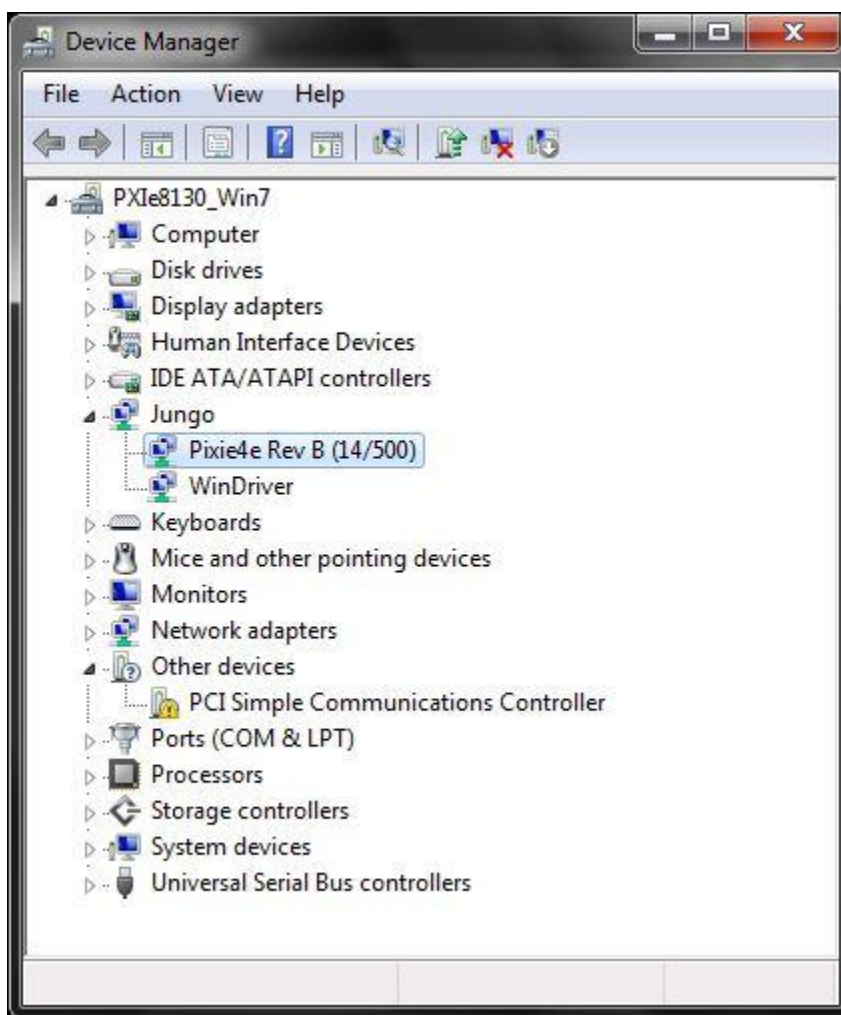 Device Manager
File Action View Help
PXIe8130_Win7
Computer
Disk drives
Display adapters
Human Interface Devices
IDE ATA/ATAPI controllers
Jungo
Pixie4e Rev B (14/500)
WinDriver
Keyboards
Mice and other pointing devices
Monitors
Network adapters
Other devices
PCI Simple Communications Controller
Ports (COM & LPT)
Processors
Storage controllers
System devices
Universal Serial Bus controllers